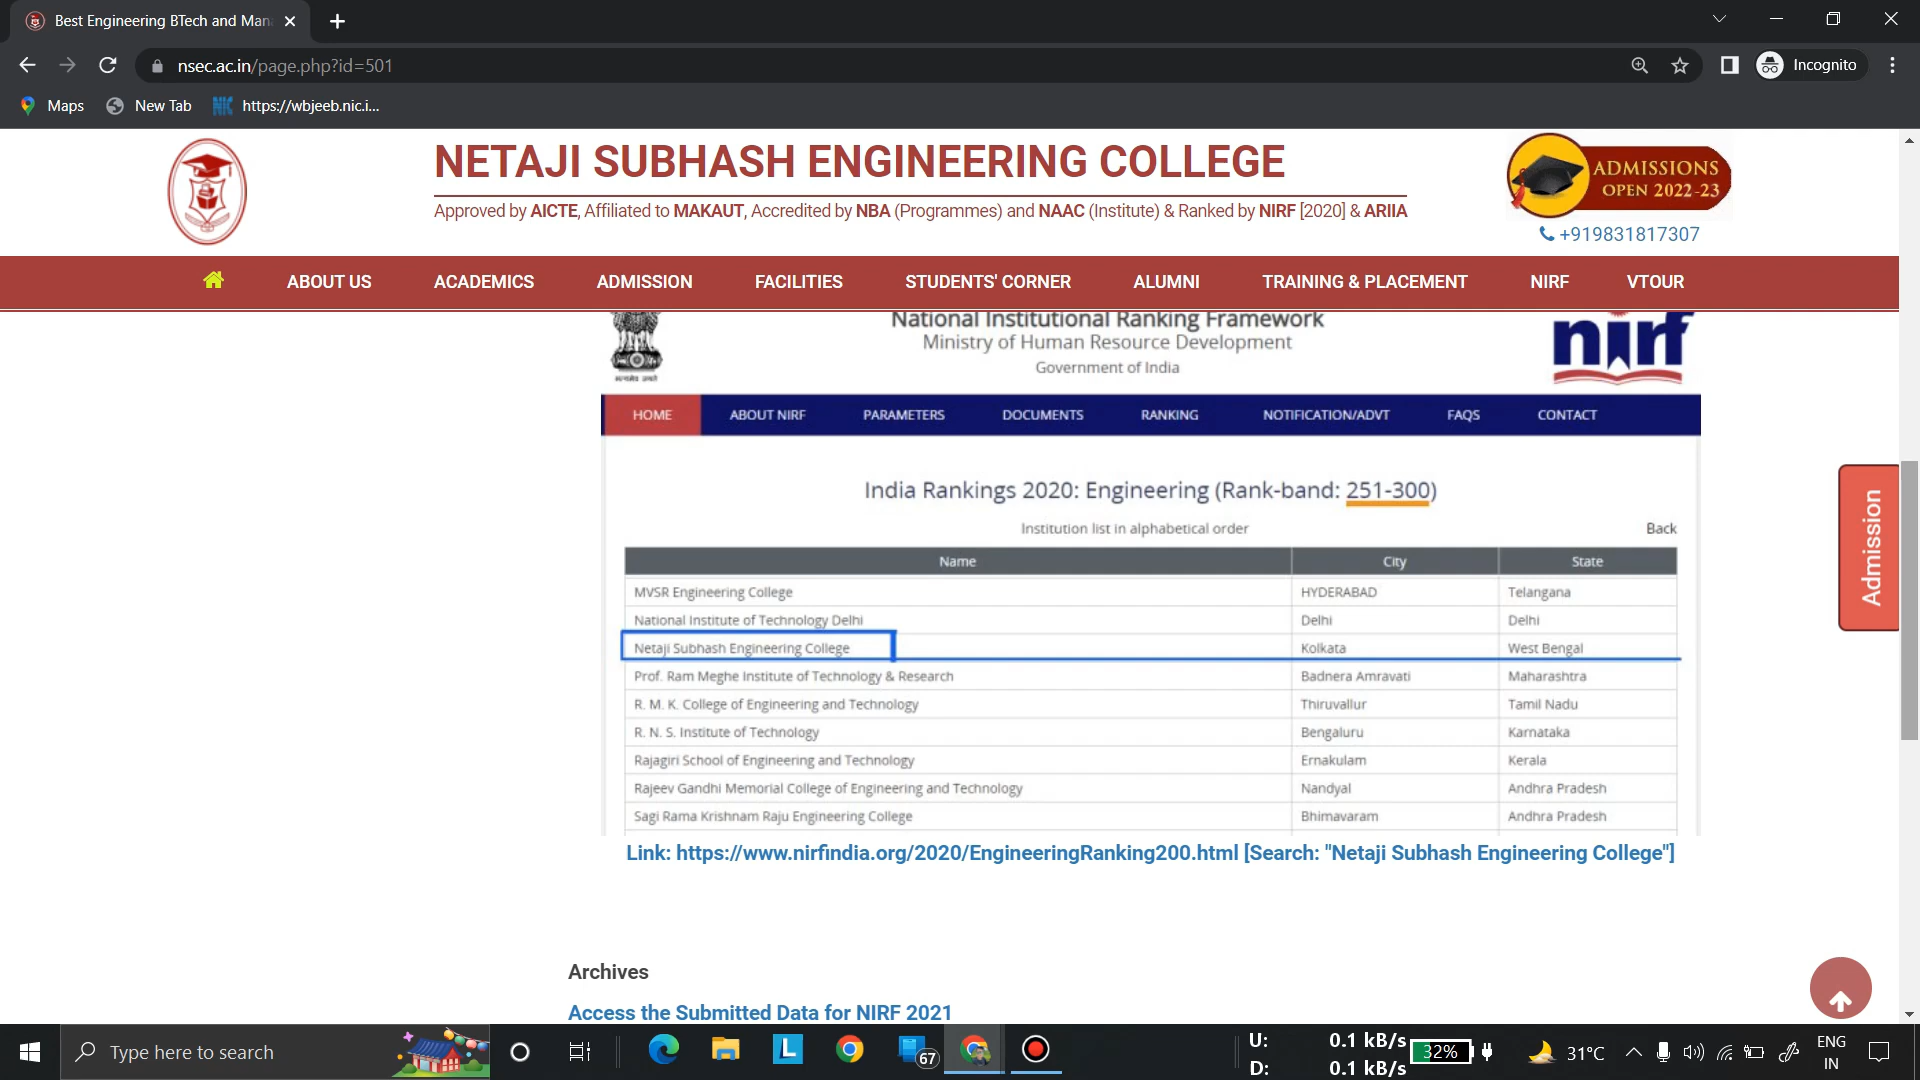 Best Engineering BTech and Man
nsec.ac.in/page.php?id=501
Incognito
Maps
New Tab
https://wbjeeb.nic.i...
NETAJI SUBHASH ENGINEERING COLLEGE
Approved by AICTE, Affiliated to MAKAUT, Accredited by NBA (Programmes) and NAAC (Institute) & Ranked by NIRF [2020] & ARIIA
ADMISSIONS
OPEN 2022-23
+919831817307
ABOUT US ACADEMICS ADMISSION FACILITIES STUDENTS' CORNER ALUMNI TRAINING & PLACEMENT NIRF VTOUR
National Institutional Ranking Framework
Ministry of Human Resource Development
Government of India
nirf
HOME ABOUT NIRF PARAMETERS DOCUMENTS RANKING NOTIFICATION/ADVT FAQS CONTACT
India Rankings 2020: Engineering (Rank-band: 251-300)
Institution list in alphabetical order
Back
Name City State
MVSR Engineering College HYDERABAD Telangana
National Institute of Technology Delhi Delhi Delhi
Netaji Subhash Engineering College Kolkata West Bengal
Prof. Ram Meghe Institute of Technology & Research Badnera Amravati Maharashtra
R. M. K. College of Engineering and Technology Thiruvallur Tamil Nadu
R. N. S. Institute of Technology Bengaluru Karnataka
Rajagiri School of Engineering and Technology Ernakulam Kerala
Rajeev Gandhi Memorial College of Engineering and Technology Nandyal Andhra Pradesh
Sagi Rama Krishnam Raju Engineering College Bhimavaram Andhra Pradesh
Admission
Link: https://www.nirfindia.org/2020/EngineeringRanking200.html [Search: "Netaji Subhash Engineering College"]
Archives
Access the Submitted Data for NIRF 2021
Type here to search
L
67
U: 0.1 kB/s
D: 0.1 kB/s
32%
31°C
ENG
IN